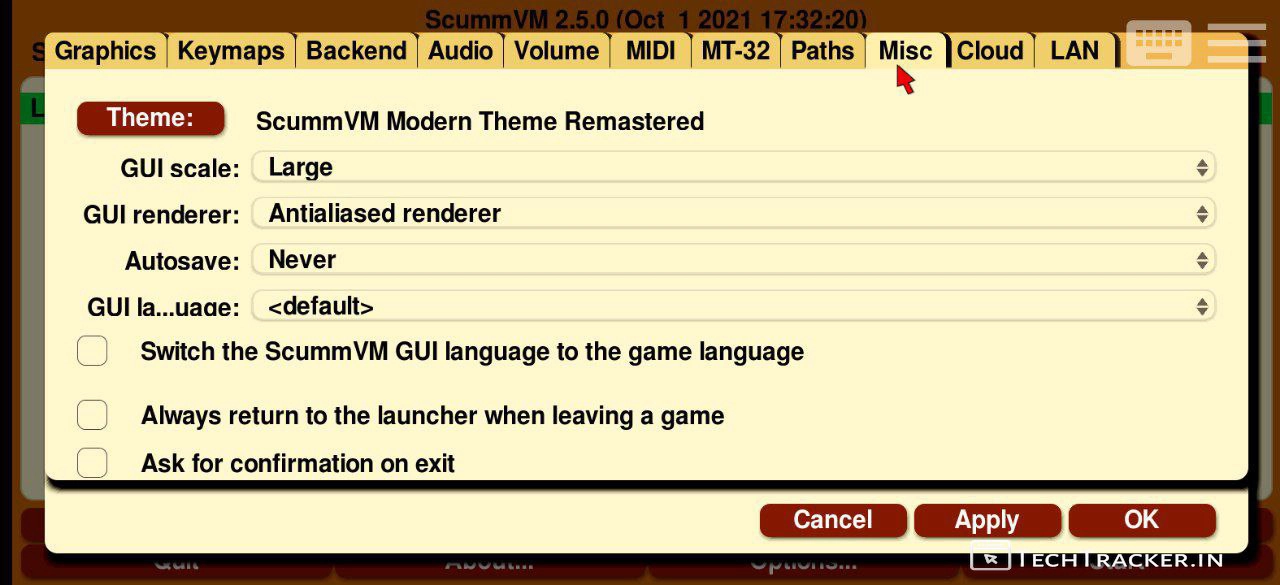 ScummVM 2.5.0 (Oct 1 2021 17:32:20)
Graphics Keymaps Backend Audio Volume MIDI MT-32 Paths Misc Cloud LAN
Theme: ScummVM Modern Theme Remastered
GUI scale: Large
GUI renderer: Antialiased renderer
Autosave: Never
GUI la...uage: <default>
Switch the ScummVM GUI language to the game language
Always return to the launcher when leaving a game
Ask for confirmation on exit
Cancel Apply OK
Quit About... Options...
TECHTRACKER.IN